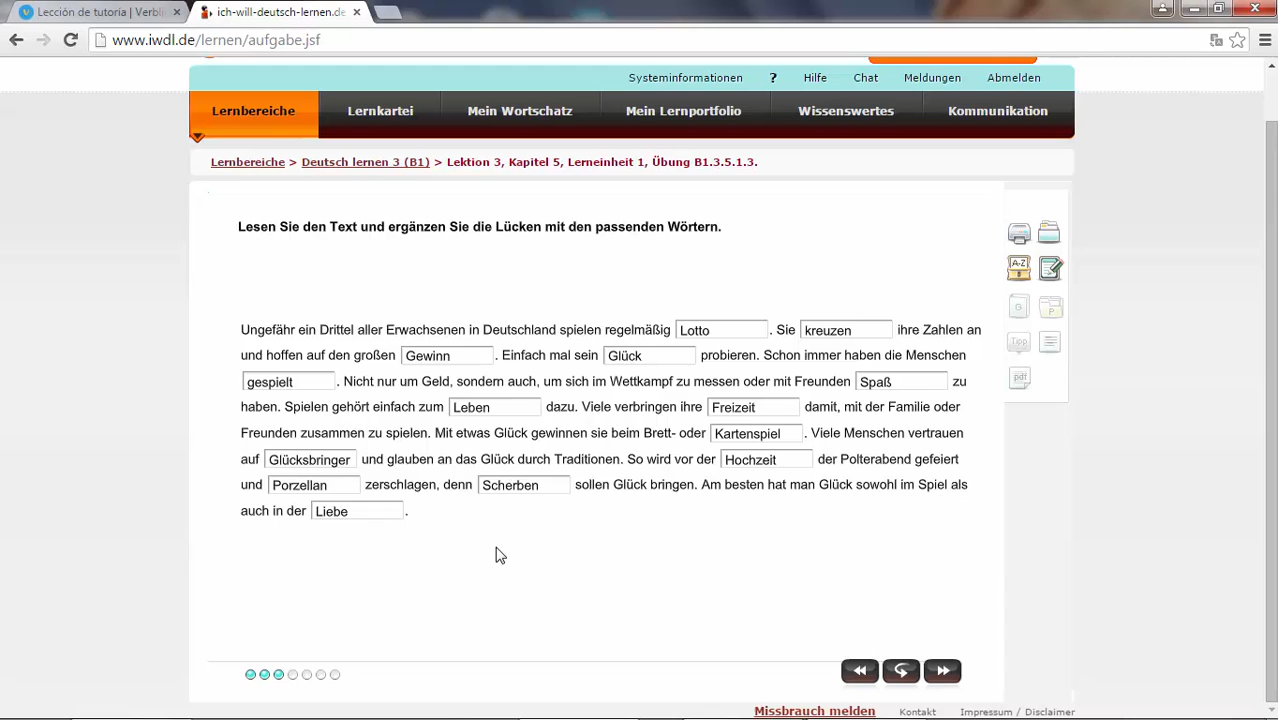 Lección de tutoria | Verblij
ich-will-deutsch-lernen.de
www.iwdl.de/lernen/aufgabe.jsf
Systeminformationen ? Hilfe Chat Meldungen Abmelden
Lernbereiche Lernkartei Mein Wortschatz Mein Lernportfolio Wissenswertes Kommunikation
Lernbereiche > Deutsch lernen 3 (B1) > Lektion 3, Kapitel 5, Lerneinheit 1, Übung B1.3.5.1.3.
Lesen Sie den Text und ergänzen Sie die Lücken mit den passenden Wörtern.
Ungefähr ein Drittel aller Erwachsenen in Deutschland spielen regelmäßig Lotto . Sie kreuzen ihre Zahlen an
und hoffen auf den großen Gewinn . Einfach mal sein Glück probieren. Schon immer haben die Menschen
gespielt . Nicht nur um Geld, sondern auch, um sich im Wettkampf zu messen oder mit Freunden Spaß zu
haben. Spielen gehört einfach zum Leben dazu. Viele verbringen ihre Freizeit damit, mit der Familie oder
Freunden zusammen zu spielen. Mit etwas Glück gewinnen sie beim Brett- oder Kartenspiel . Viele Menschen vertrauen
auf Glücksbringer und glauben an das Glück durch Traditionen. So wird vor der Hochzeit der Polterabend gefeiert
und Porzellan zerschlagen, denn Scherben sollen Glück bringen. Am besten hat man Glück sowohl im Spiel als
auch in der Liebe .
A-Z
G
P
Tipp
pdf
Missbrauch melden Kontakt Impressum / Disclaimer